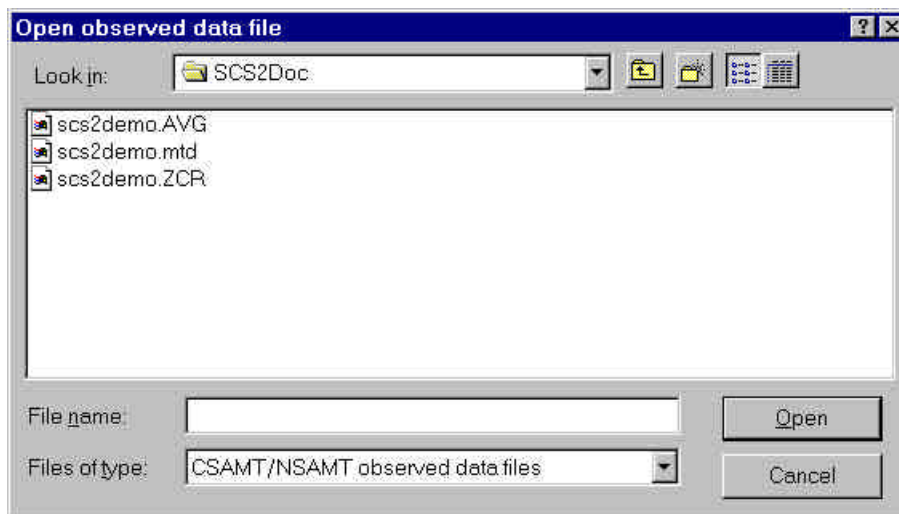 Open observed data file
Look in: SCS2Doc
scs2demo.AVG
scs2demo.mtd
scs2demo.ZCR
File name: Open
Files of type: CSAMT/NSAMT observed data files Cancel